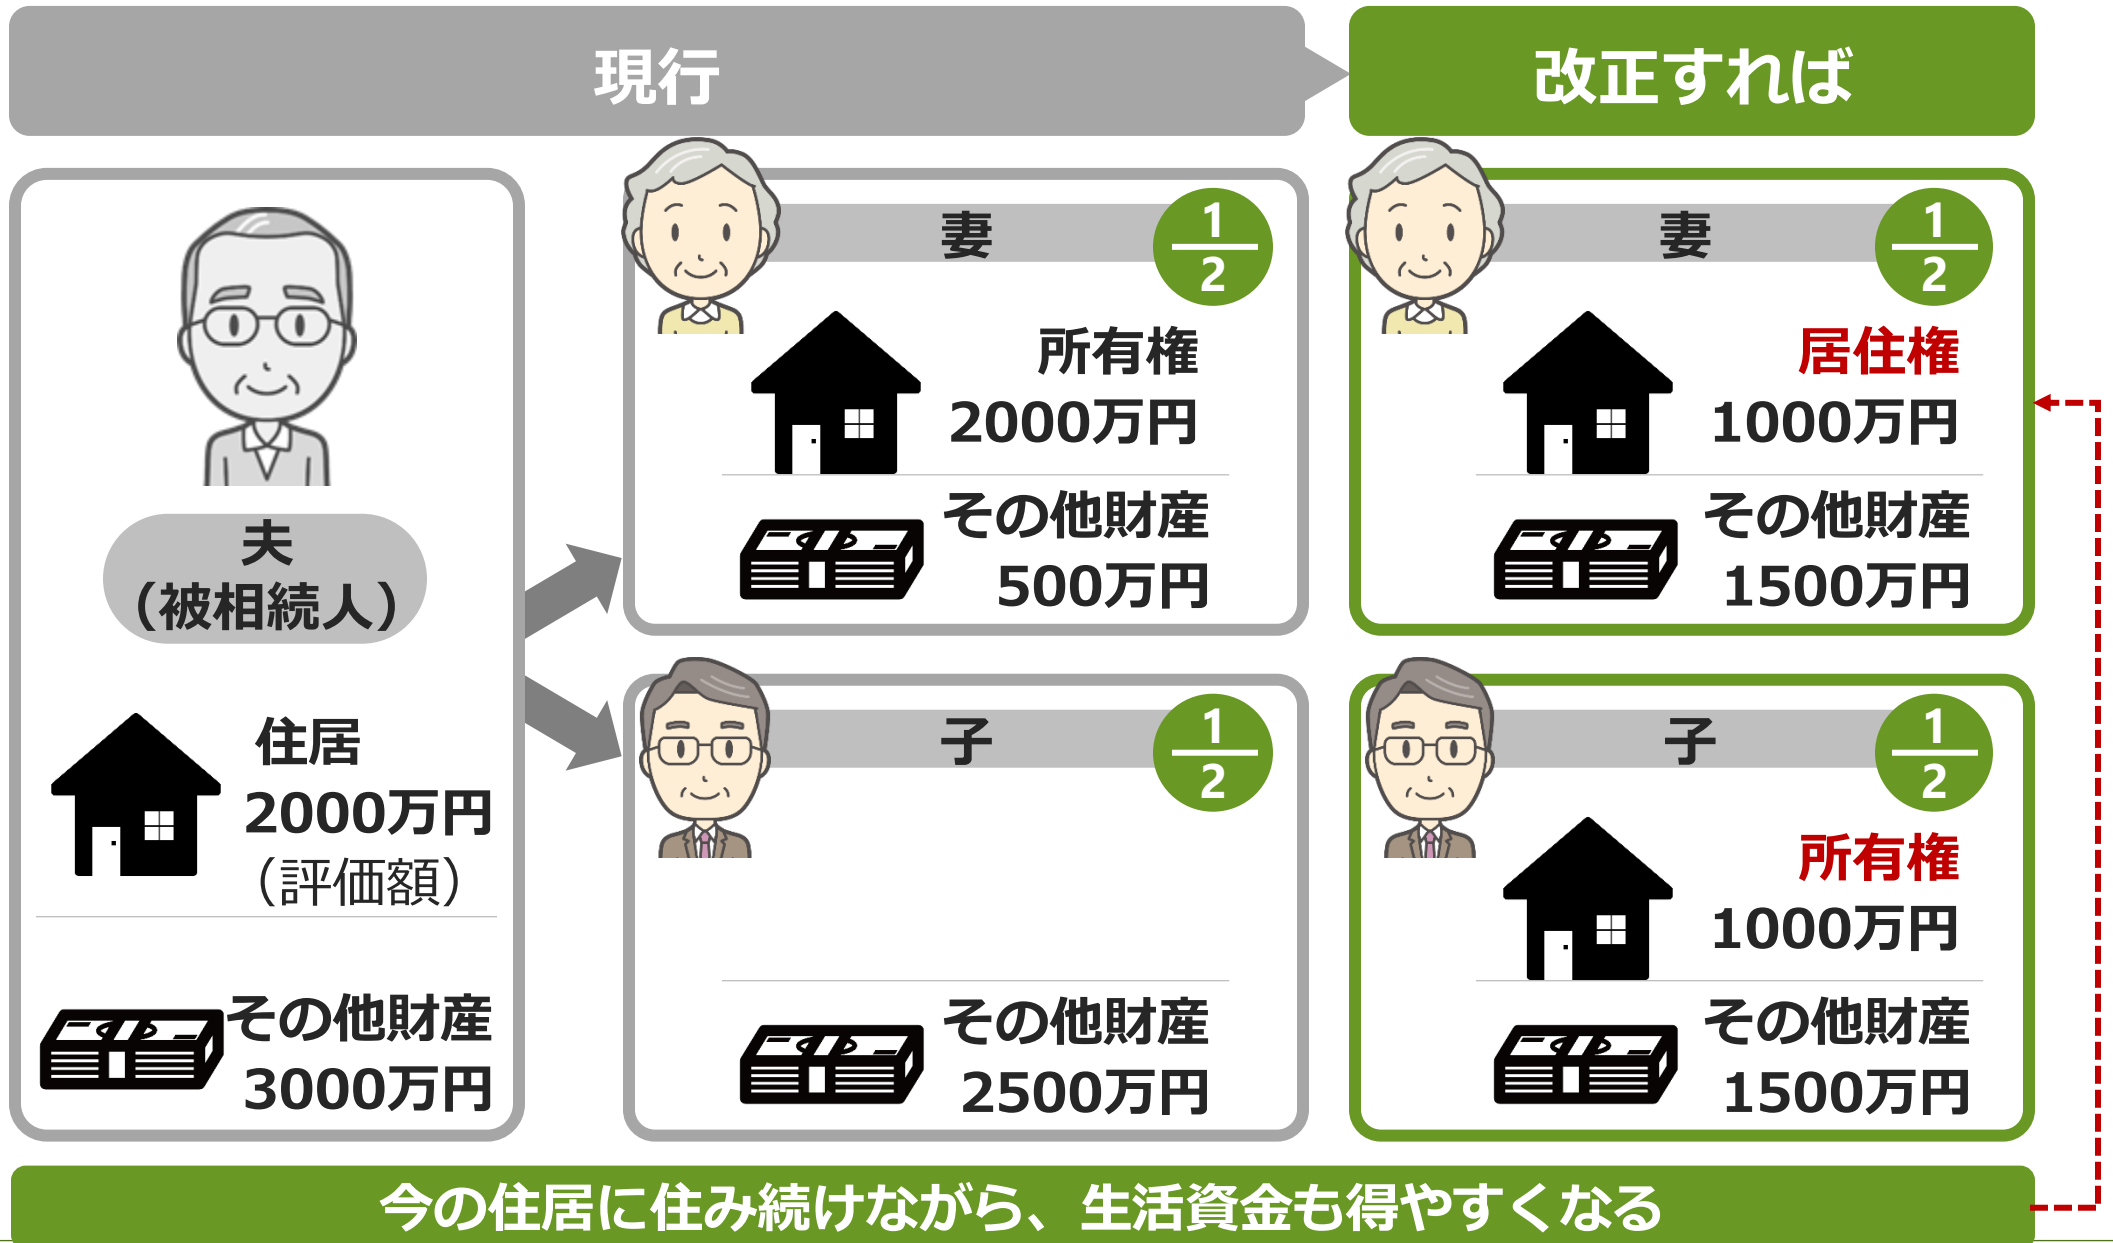 現行
改正すれば
夫
（被相続人）
住居
2000万円
（評価額）
その他財産
3000万円
妻
1
2
所有権
2000万円
その他財産
500万円
子
1
2
その他財産
2500万円
妻
1
2
居住権
1000万円
その他財産
1500万円
子
1
2
所有権
1000万円
その他財産
1500万円
今の住居に住み続けながら、生活資金も得やすくなる